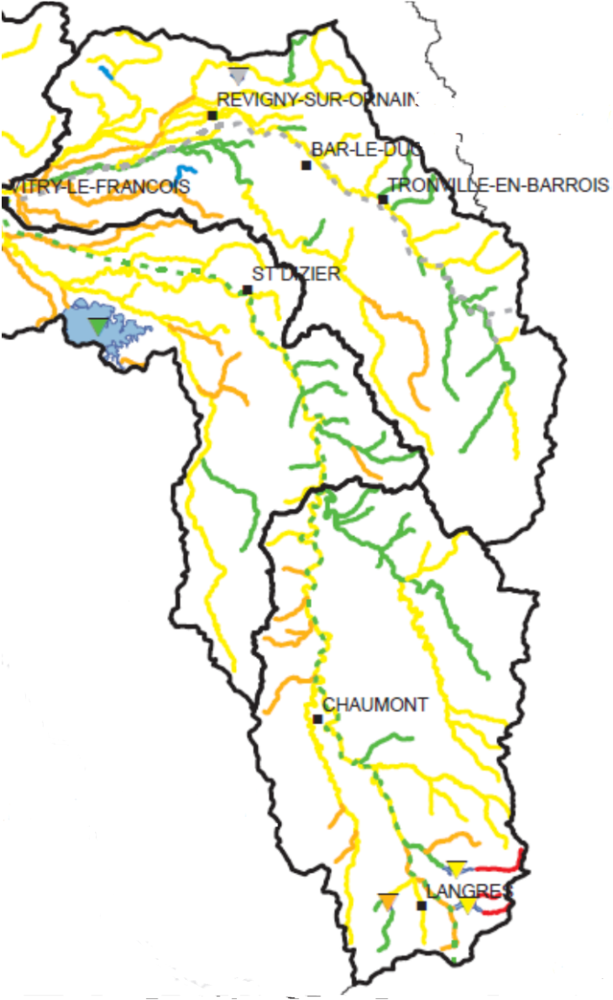 REVIGNY-SUR-ORNAIN
BAR-LE-DUC
VITRY-LE-FRANCOIS
TRONVILLE-EN-BARROIS
ST DIZIER
CHAUMONT
LANGRES